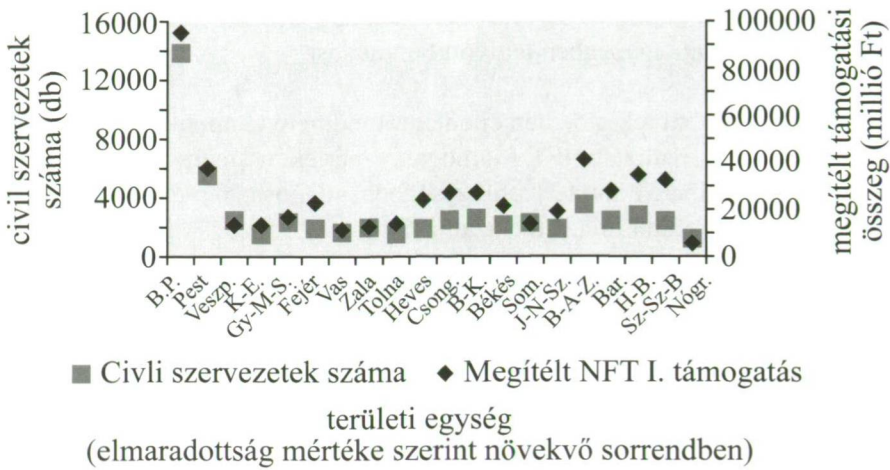 civil szervezetek
száma (db)
16000
12000
8000
4000
0
100000
80000
60000
40000
20000
0
megítélt támogatási
összeg (millió Ft)
B.P.
Pest
Veszp.
K-E.
Gy-M-S.
Fejér
Vas
Zala
Tolna
Heves
Csong.
B-K.
Békés
Som.
J-N-Sz.
B-A-Z.
Bar.
H-B.
Sz-Sz-B
Nógr.
Civli szervezetek száma Megítélt NFT I. támogatás
területi egység
(elmaradottság mértéke szerint növekvő sorrendben)